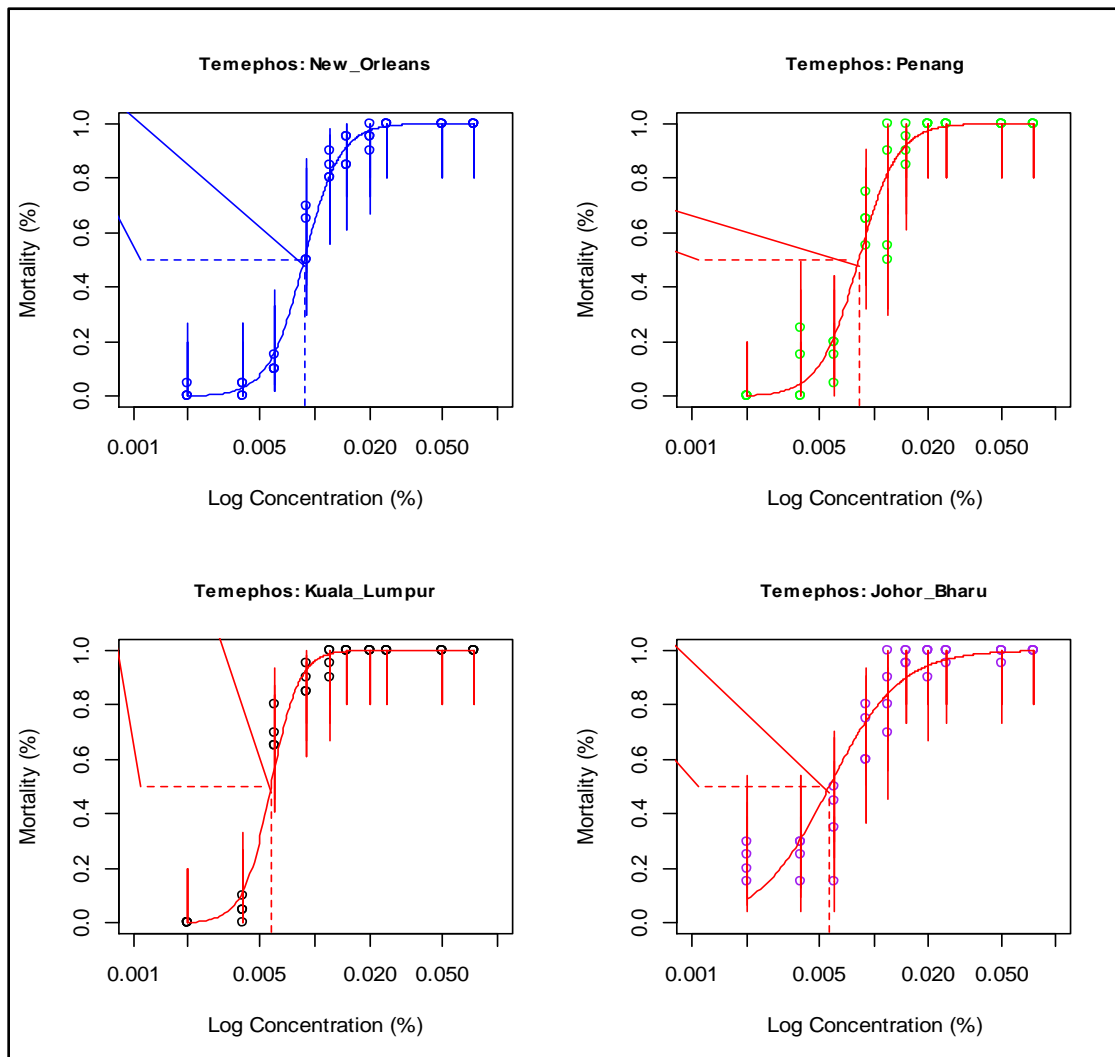 Temephos: New_Orleans
Mortality (%)
1.0
0.8
0.6
0.4
0.2
0.0
0.001 0.005 0.020 0.050
Log Concentration (%)
Temephos: Penang
Mortality (%)
1.0
0.8
0.6
0.4
0.2
0.0
0.001 0.005 0.020 0.050
Log Concentration (%)
Temephos: Kuala_Lumpur
Mortality (%)
1.0
0.8
0.6
0.4
0.2
0.0
0.001 0.005 0.020 0.050
Log Concentration (%)
Temephos: Johor_Bharu
Mortality (%)
1.0
0.8
0.6
0.4
0.2
0.0
0.001 0.005 0.020 0.050
Log Concentration (%)